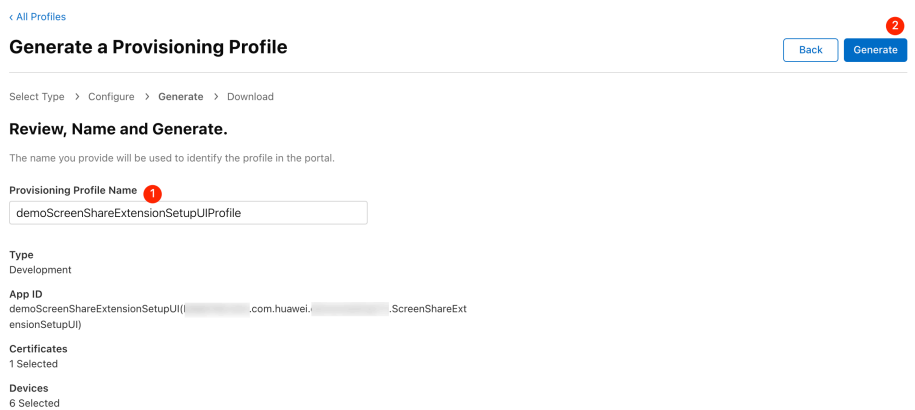 ‹ All Profiles
2
Generate a Provisioning Profile
Back
Generate
Select Type > Configure > Generate > Download
Review, Name and Generate.
The name you provide will be used to identify the profile in the portal.
Provisioning Profile Name 1
demoScreenShareExtensionSetupUIProfile
Type
Development
App ID
demoScreenShareExtensionSetupUI( .com.huawei. .ScreenShareExt
ensionSetupUI)
Certificates
1 Selected
Devices
6 Selected